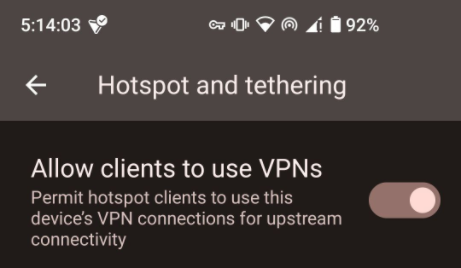 5:14:03 92%
Hotspot and tethering
Allow clients to use VPNs
Permit hotspot clients to use this
device's VPN connections for upstream
connectivity